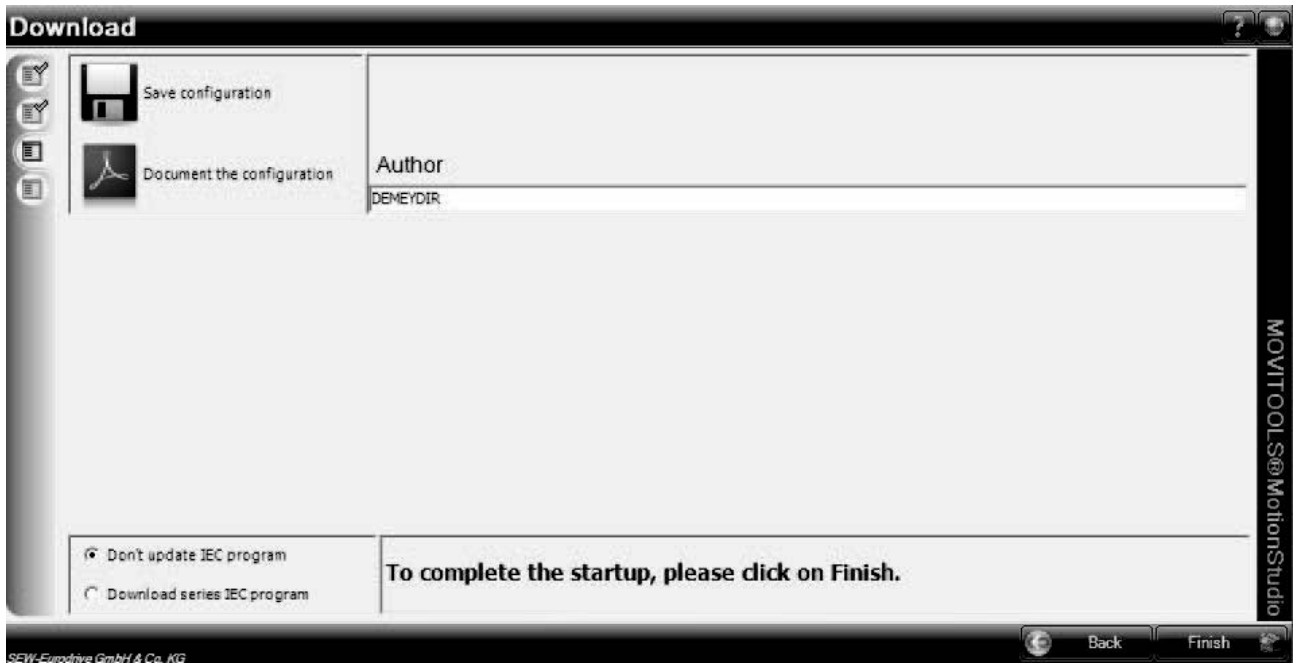 Download
?
Save configuration
Document the configuration
Author
DEMEYDIR
Don't update IEC program
Download series IEC program
To complete the startup, please click on Finish.
MOVITOOLS®MotionStudio
Back
Finish
SEW-Eurodrive GmbH & Co. KG